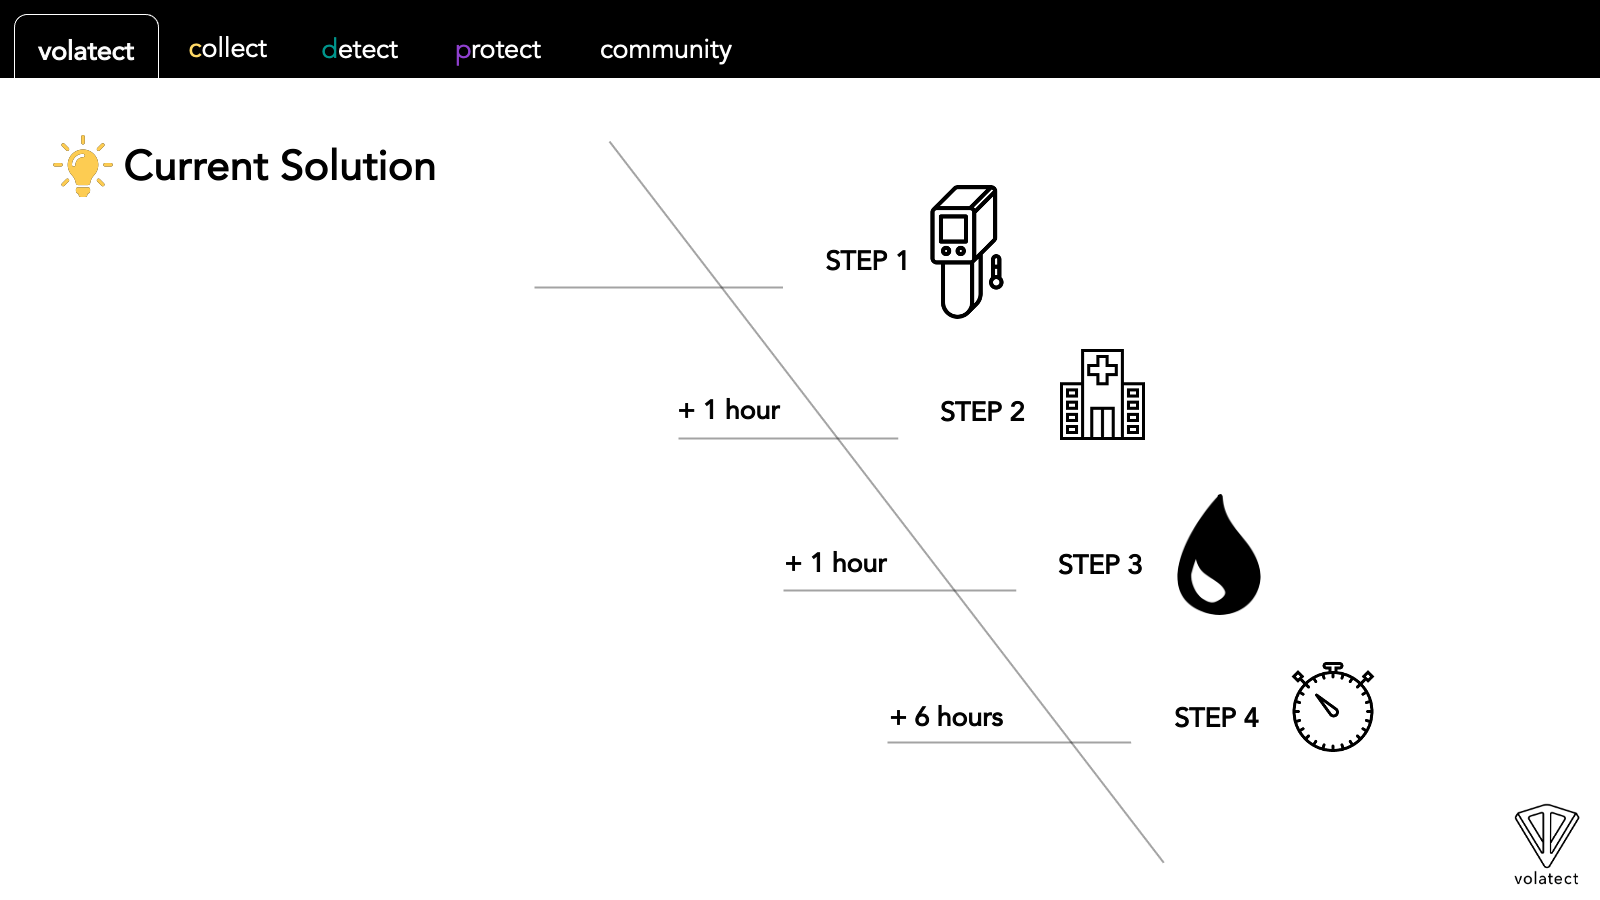 volatect
collect
detect
protect
community
Current Solution
STEP 1
+ 1 hour
STEP 2
+ 1 hour
STEP 3
+ 6 hours
STEP 4
volatect